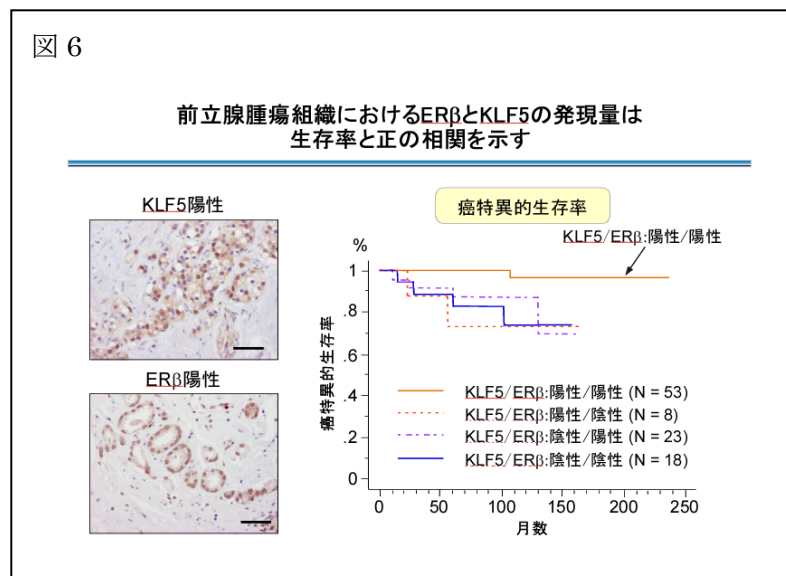 図 6
前立腺腫瘍組織におけるERβとKLF5の発現量は
生存率と正の相関を示す
KLF5陽性
ERβ陽性
癌特異的生存率
KLF5/ERβ:陽性/陽性
%
癌特異的生存率
1
.8
.6
.4
.2
0
KLF5/ERβ:陽性/陽性 (N = 53)
KLF5/ERβ:陽性/陰性 (N = 8)
KLF5/ERβ:陰性/陽性 (N = 23)
KLF5/ERβ:陰性/陰性 (N = 18)
0 50 100 150 200 250
月数